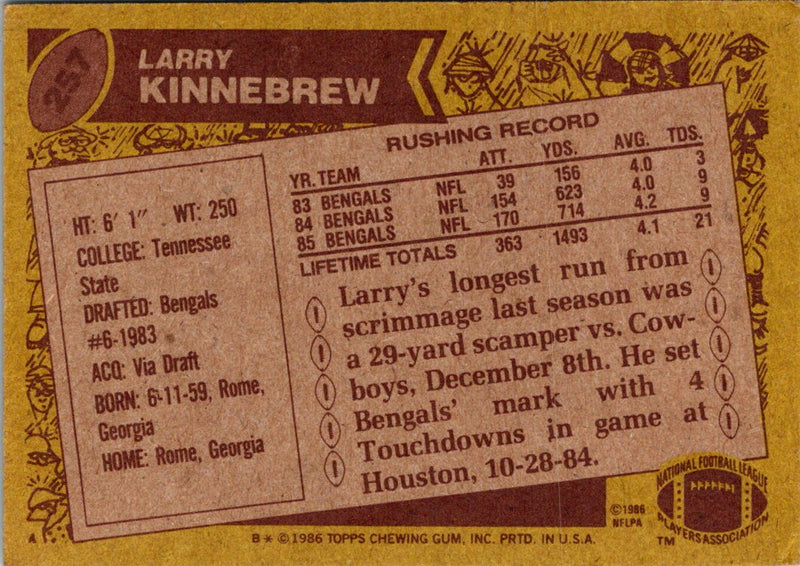 257
LARRY
KINNEBREW
RUSHING RECORD
YR. TEAM ATT. YDS. AVG. TDS.
83 BENGALS NFL 39 156 4.0 3
84 BENGALS NFL 154 623 4.0 9
85 BENGALS NFL 170 714 4.2 9
LIFETIME TOTALS 363 1493 4.1 21
HT: 6' 1" WT: 250
COLLEGE: Tennessee
State
DRAFTED: Bengals
#6-1983
ACQ: Via Draft
BORN: 6-11-59, Rome,
Georgia
HOME: Rome, Georgia
Larry's longest run from
scrimmage last season was
a 29-yard scamper vs. Cow-
boys, December 8th. He set
Bengals' mark with 4
Touchdowns in game at
Houston, 10-28-84.
©1986
NFLPA
NATIONAL FOOTBALL LEAGUE
PLAYERS ASSOCIATION
TM
B * © 1986 TOPPS CHEWING GUM, INC. PRTD. IN U.S.A.